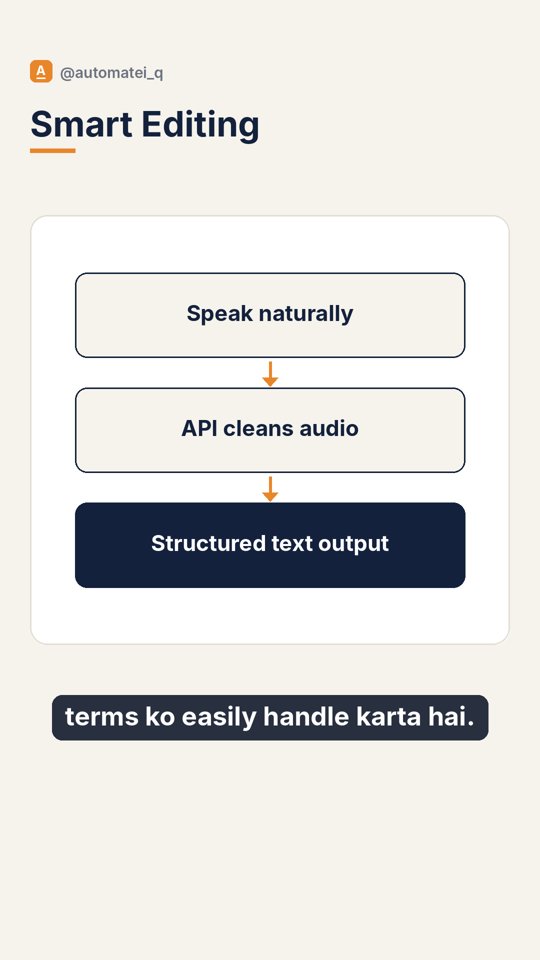 A
@automatei_q
Smart Editing
Speak naturally
API cleans audio
Structured text output
terms ko easily handle karta hai.